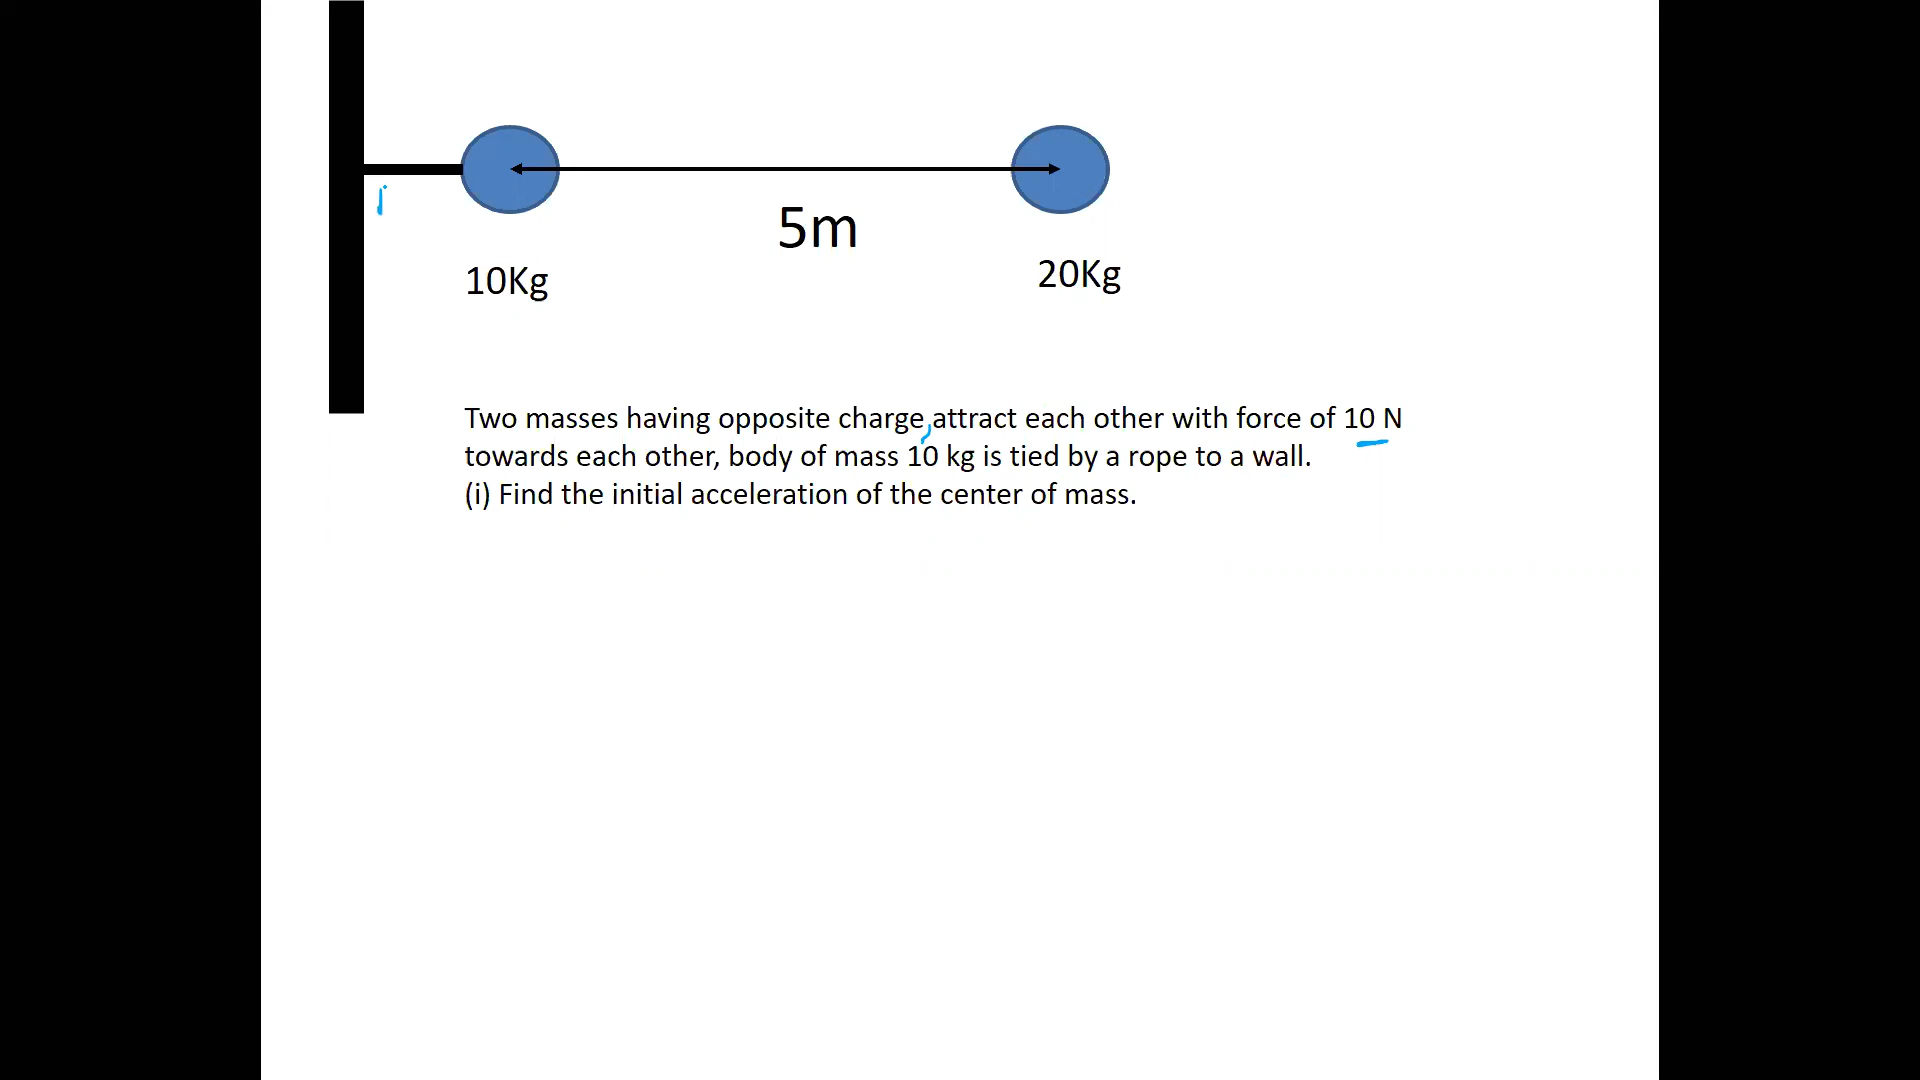 5m
10Kg
20Kg
Two masses having opposite charge,attract each other with force of 10 N
towards each other, body of mass 10 kg is tied by a rope to a wall.
(i) Find the initial acceleration of the center of mass.